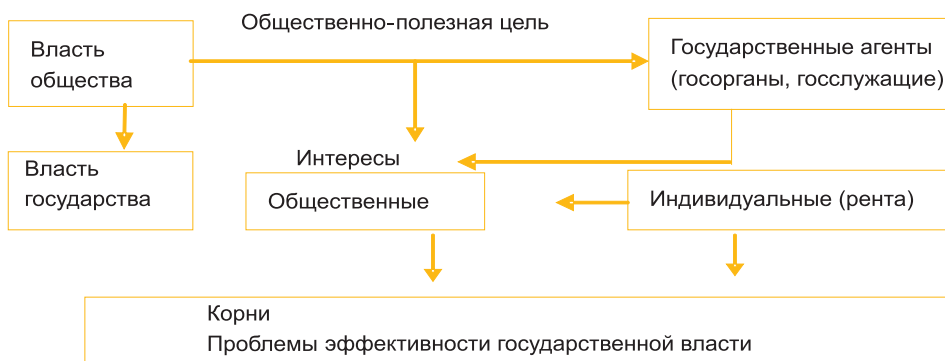 Общественно-полезная цель
Власть
общества
Государственные агенты
(госорганы, госслужащие)
Интересы
Власть
государства
Общественные
Индивидуальные (рента)
Корни
Проблемы эффективности государственной власти